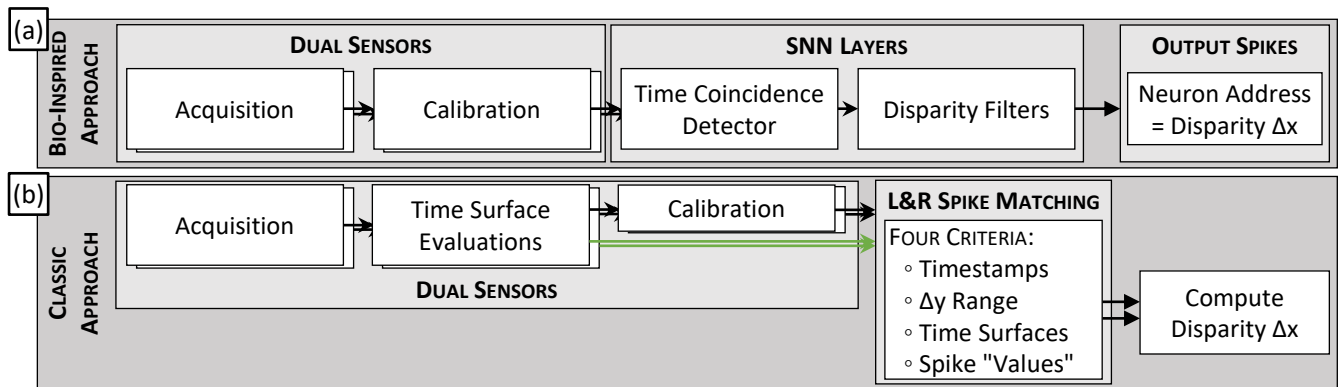 (a)
BIO-INSPIRED
APPROACH
DUAL SENSORS
Acquisition
Calibration
SNN LAYERS
Time Coincidence
Detector
Disparity Filters
OUTPUT SPIKES
Neuron Address
= Disparity Δx
(b)
CLASSIC
APPROACH
Acquisition
Time Surface
Evaluations
Calibration
DUAL SENSORS
L&R SPIKE MATCHING
FOUR CRITERIA:
◦ Timestamps
◦ Δy Range
◦ Time Surfaces
◦ Spike "Values"
Compute
Disparity Δx